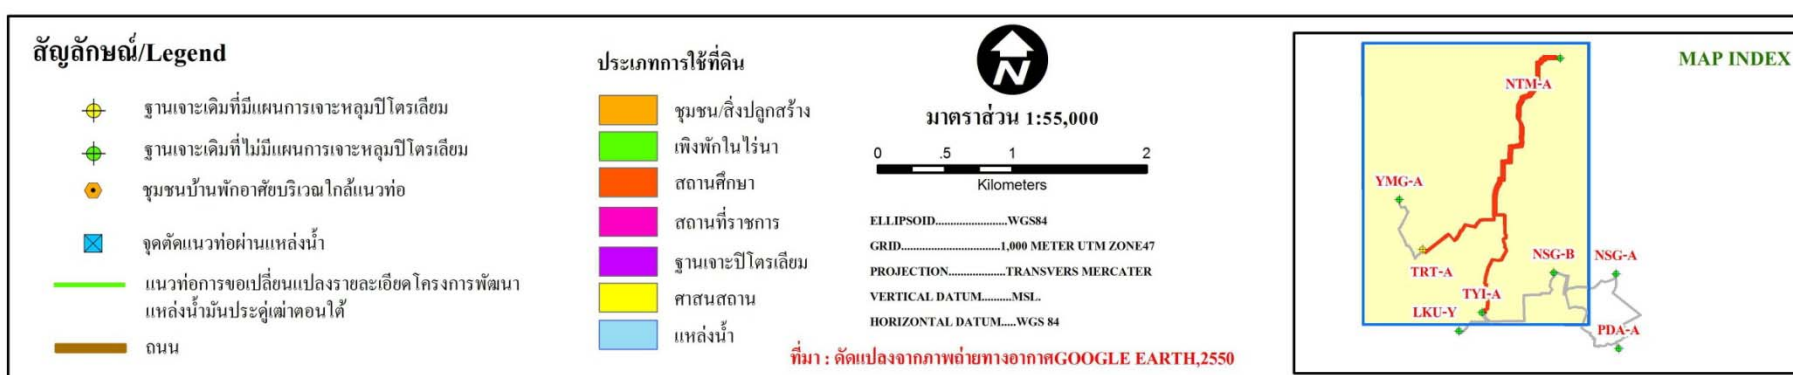 สัญลักษณ์/Legend
ฐานเจาะเดิมที่มีแผนการเจาะหลุมปิโตรเลียม
ฐานเจาะเดิมที่ไม่มีแผนการเจาะหลุมปิโตรเลียม
ชุมชนบ้านพักอาศัยบริเวณใกล้แนวท่อ
จุดตัดแนวท่อผ่านแหล่งน้ำ
แนวท่อการขอเปลี่ยนแปลงรายละเอียดโครงการพัฒนา
แหล่งน้ำมันประดู่เฒ่าตอนใต้
ถนน
ประเภทการใช้ที่ดิน
ชุมชน/สิ่งปลูกสร้าง
เพิงพักในไร่นา
สถานศึกษา
สถานที่ราชการ
ฐานเจาะปิโตรเลียม
ศาสนสถาน
แหล่งน้ำ
N
มาตราส่วน 1:55,000
0 .5 1 2
Kilometers
ELLIPSOID........................WGS84
GRID.................................1,000 METER UTM ZONE47
PROJECTION...................TRANSVERS MERCATER
VERTICAL DATUM..........MSL.
HORIZONTAL DATUM.....WGS 84
ที่มา : ดัดแปลงจากภาพถ่ายทางอากาศGOOGLE EARTH,2550
MAP INDEX
NTM-A
YMG-A
TRT-A
NSG-B
NSG-A
TYI-A
LKU-Y
PDA-A